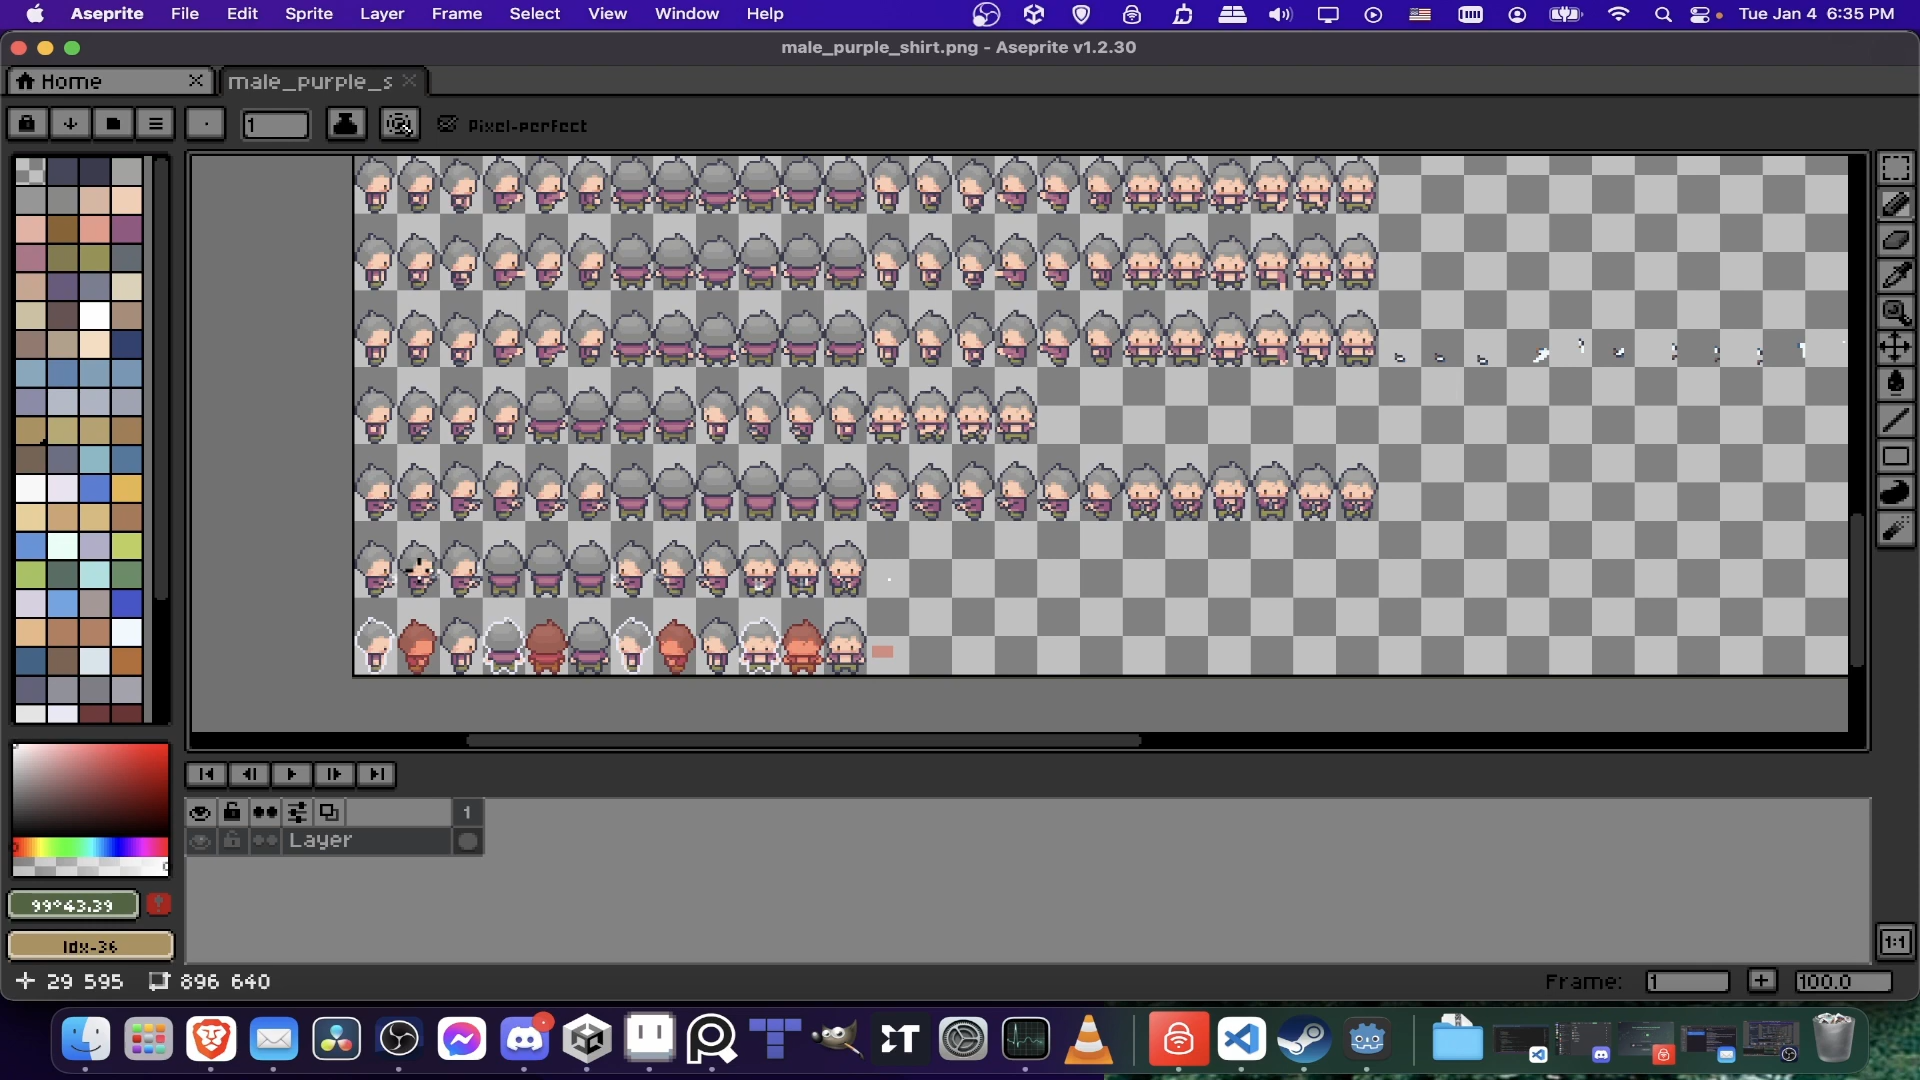 Aseprite File Edit Sprite Layer Frame Select View Window Help Tue Jan 4 6:35 PM
male_purple_shirt.png - Aseprite v1.2.30
Home male_purple_s
1 Pixel-perfect
1
Layer
99°43.39
Idx-36
1:1
29 595 896 640 Frame: 1 100.0